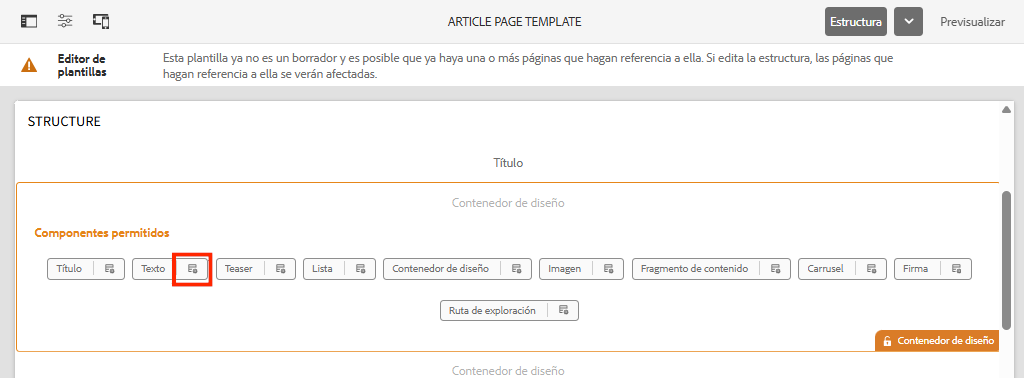 ARTICLE PAGE TEMPLATE
Estructura
Previsualizar
Editor de
plantillas
Esta plantilla ya no es un borrador y es posible que ya haya una o más páginas que hagan referencia a ella. Si edita la estructura, las páginas que
hagan referencia a ella se verán afectadas.
STRUCTURE
Título
Contenedor de diseño
Componentes permitidos
Título Texto Teaser Lista Contenedor de diseño Imagen Fragmento de contenido Carrusel Firma
Ruta de exploración
Contenedor de diseño
Contenedor de diseño